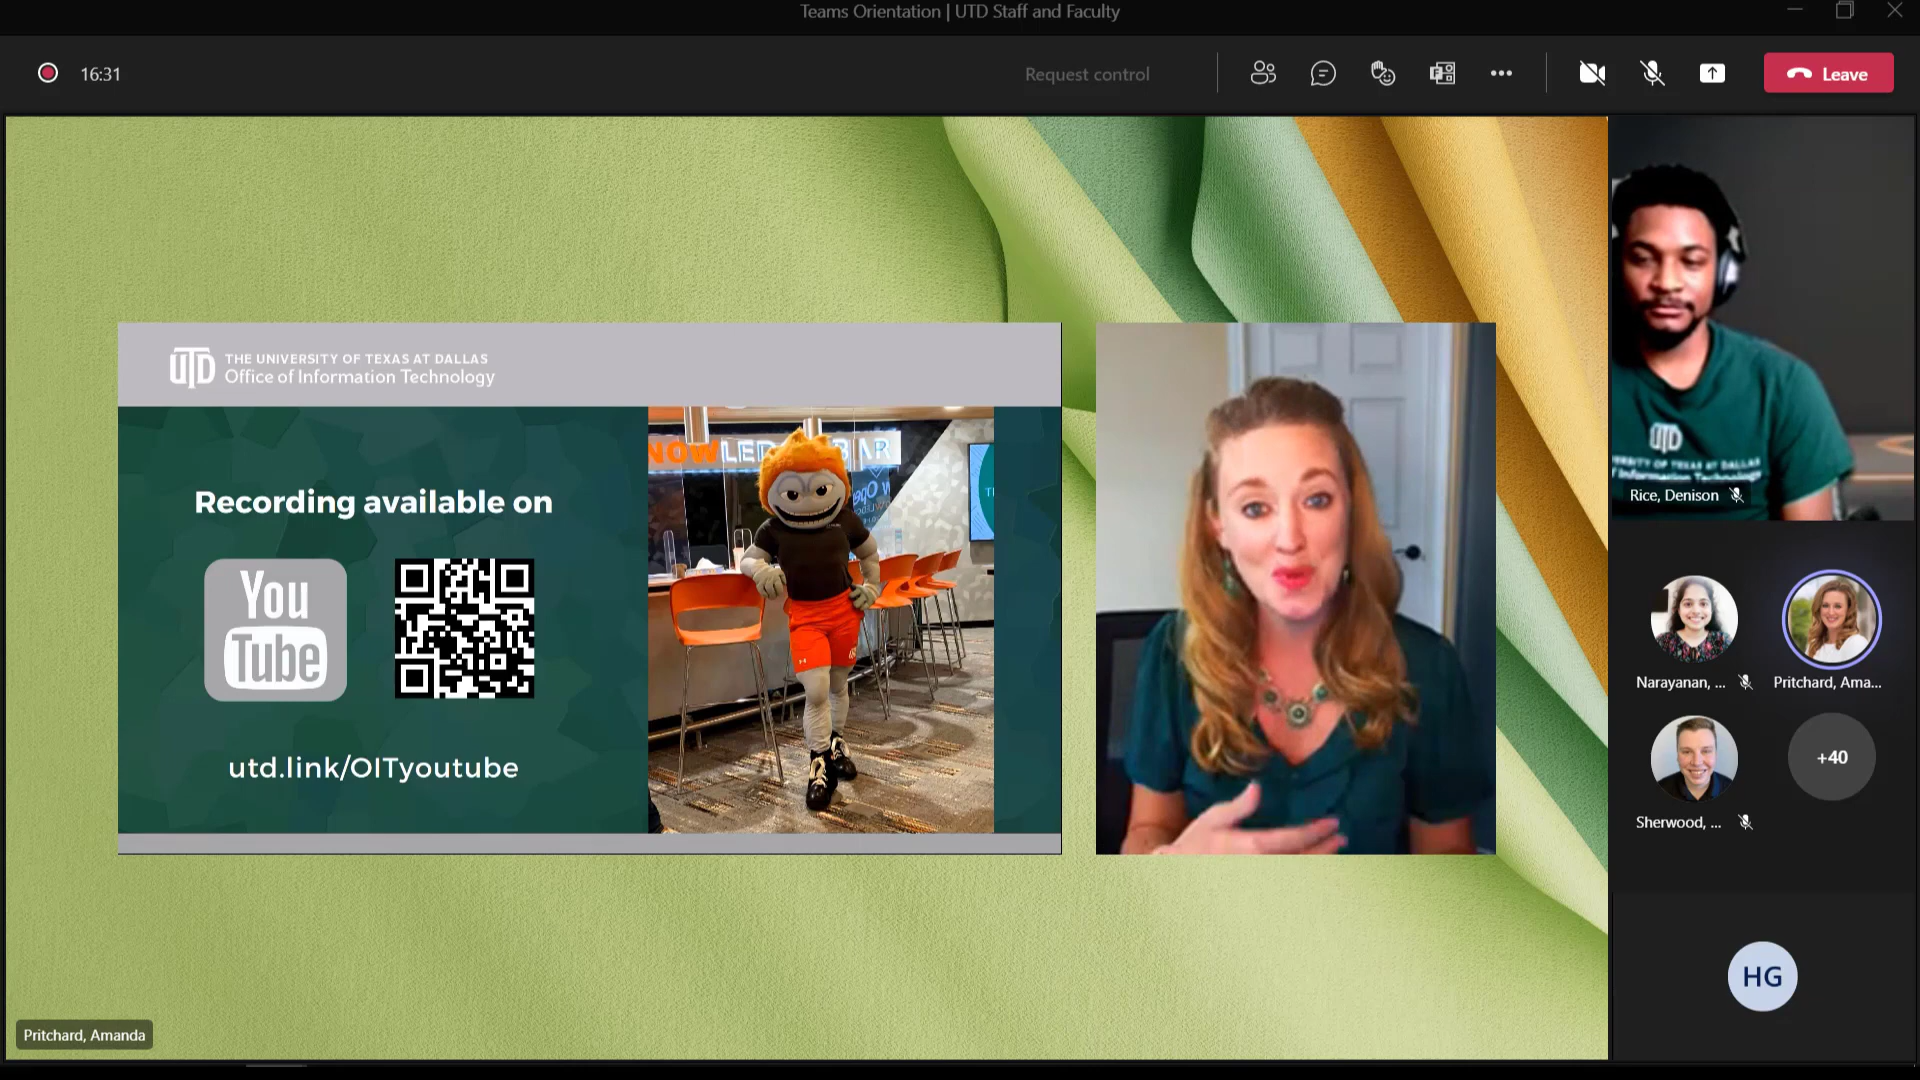 Teams Orientation | UTD Staff and Faculty
16:31
Request control
Leave
UTD
THE UNIVERSITY OF TEXAS AT DALLAS
Office of Information Technology
Recording available on
You
Tube
utd.link/OITyoutube
UTD
Rice, Denison
Narayanan, ...
Pritchard, Ama...
Sherwood, ...
+40
HG
Pritchard, Amanda